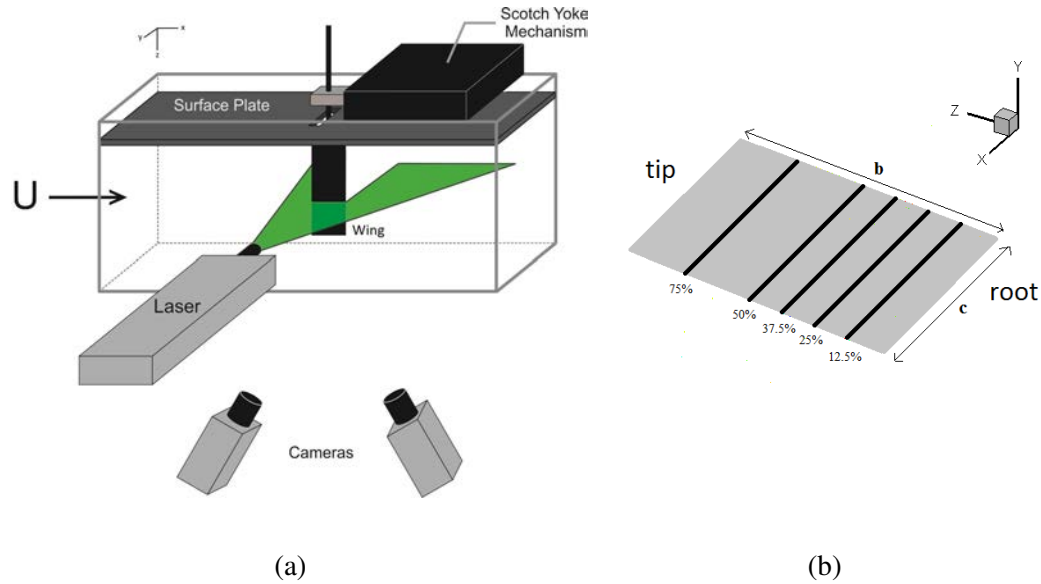 Scotch Yoke
Mechanism
y
x
z
Surface Plate
U
Wing
Laser
Cameras
(a)
Y
Z
X
tip
b
root
c
75%
50%
37.5%
25%
12.5%
(b)